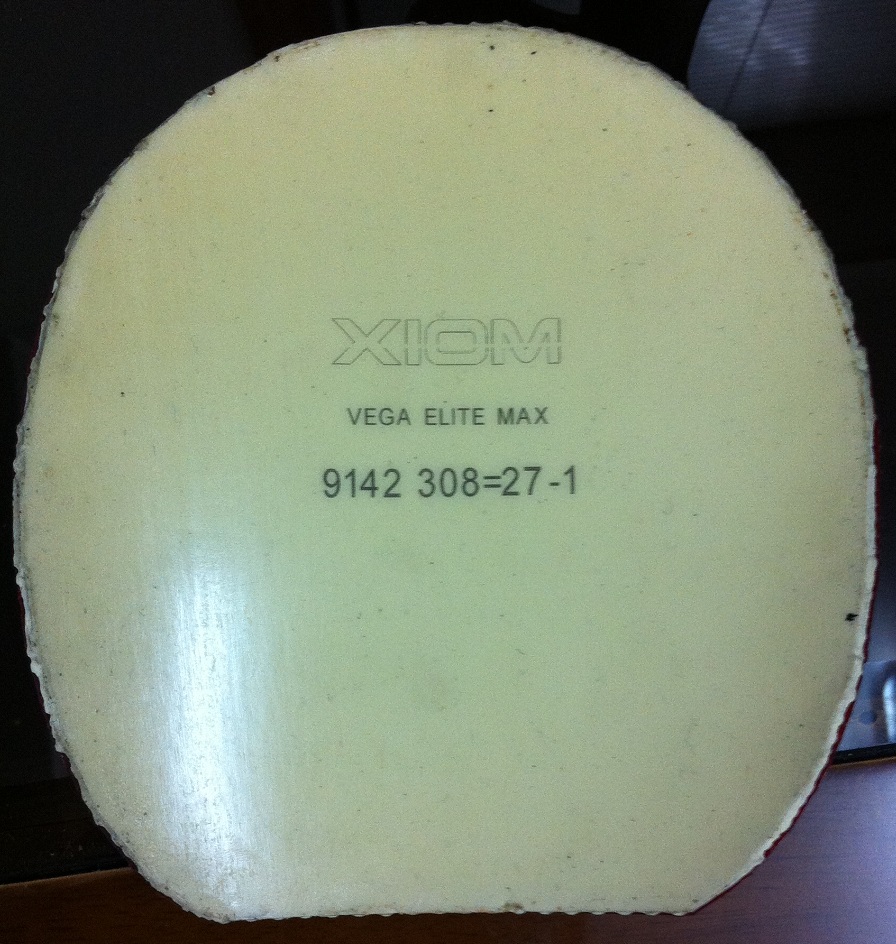 XIOM
VEGA ELITE MAX
9142 308=27-1